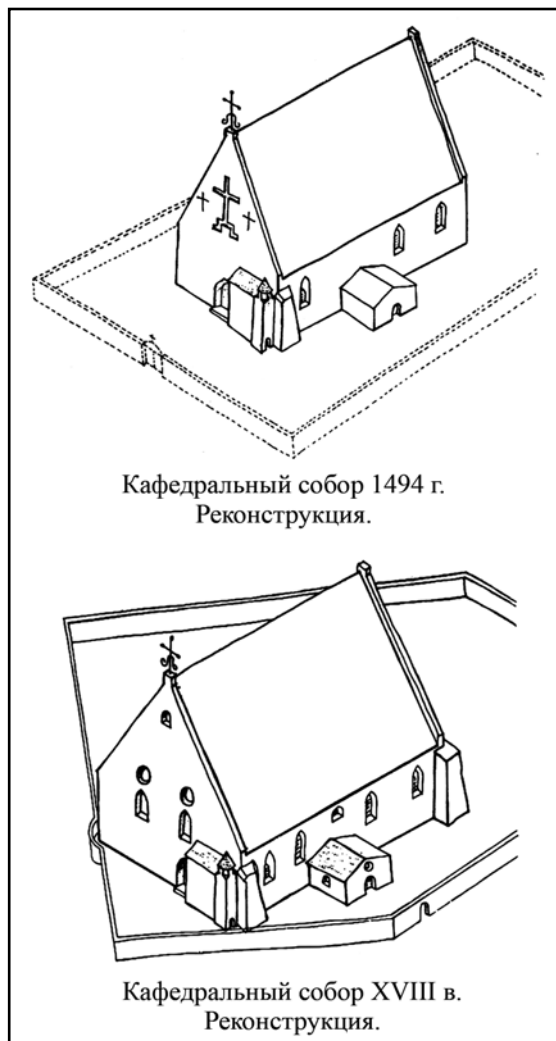 Кафедральный собор 1494 г.
Реконструкция.
Кафедральный собор XVIII в.
Реконструкция.